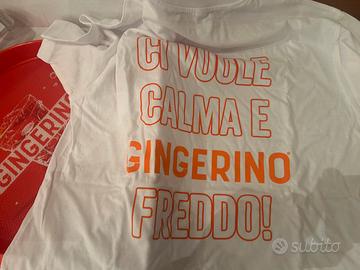 CI VUOLE
CALMA E
GINGERINO
FREDDO!
GINGERINO
subito